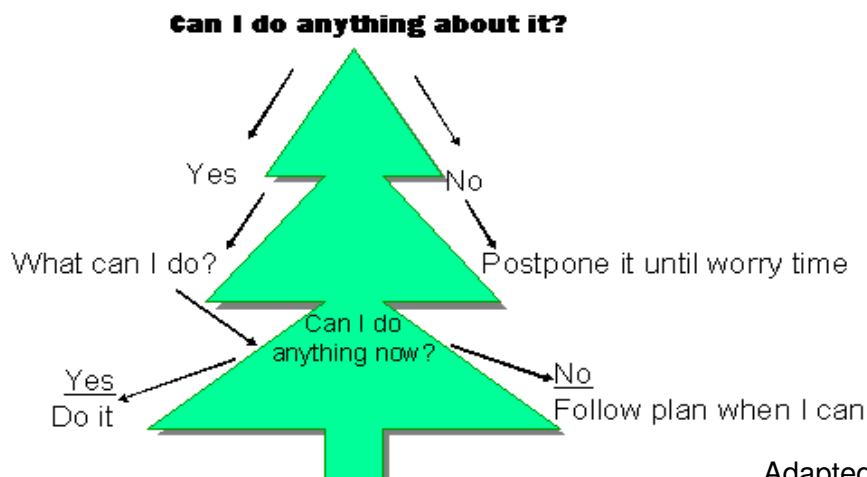 Can I do anything about it?
Yes
No
What can I do?
Postpone it until worry time
Can I do
anything now?
Yes
Do it
No
Follow plan when I can
Adapted